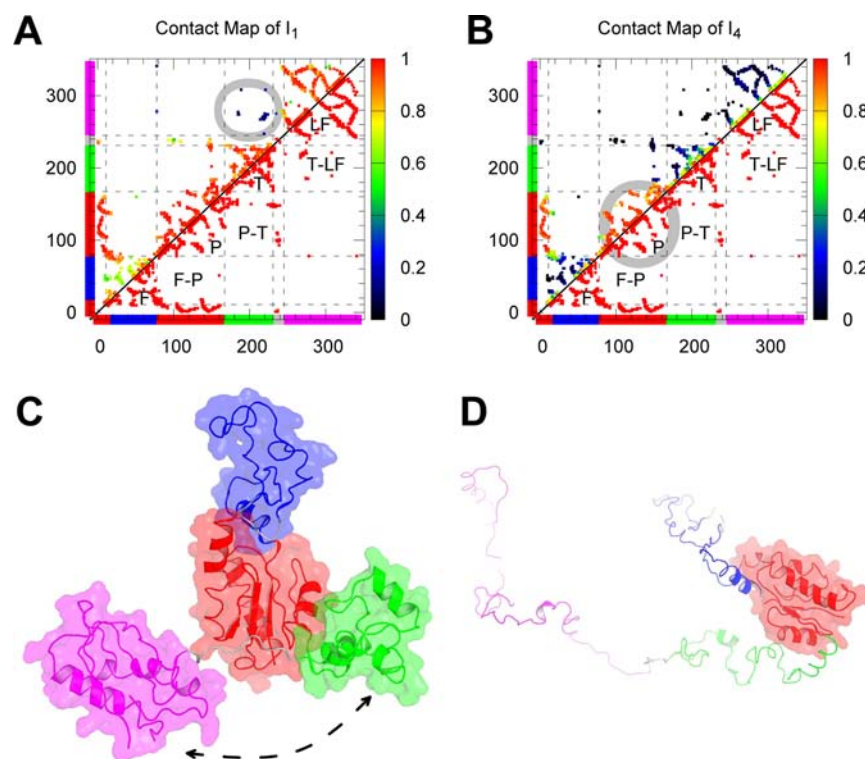 A
Contact Map of I1
300
200
100
0
0 100 200 300
LF
T-LF
T
P
P-T
F-P
F
1
0.8
0.6
0.4
0.2
0
B
Contact Map of I4
300
200
100
0
0 100 200 300
LF
T-LF
T
P
P-T
F-P
F
1
0.8
0.6
0.4
0.2
0
C
D